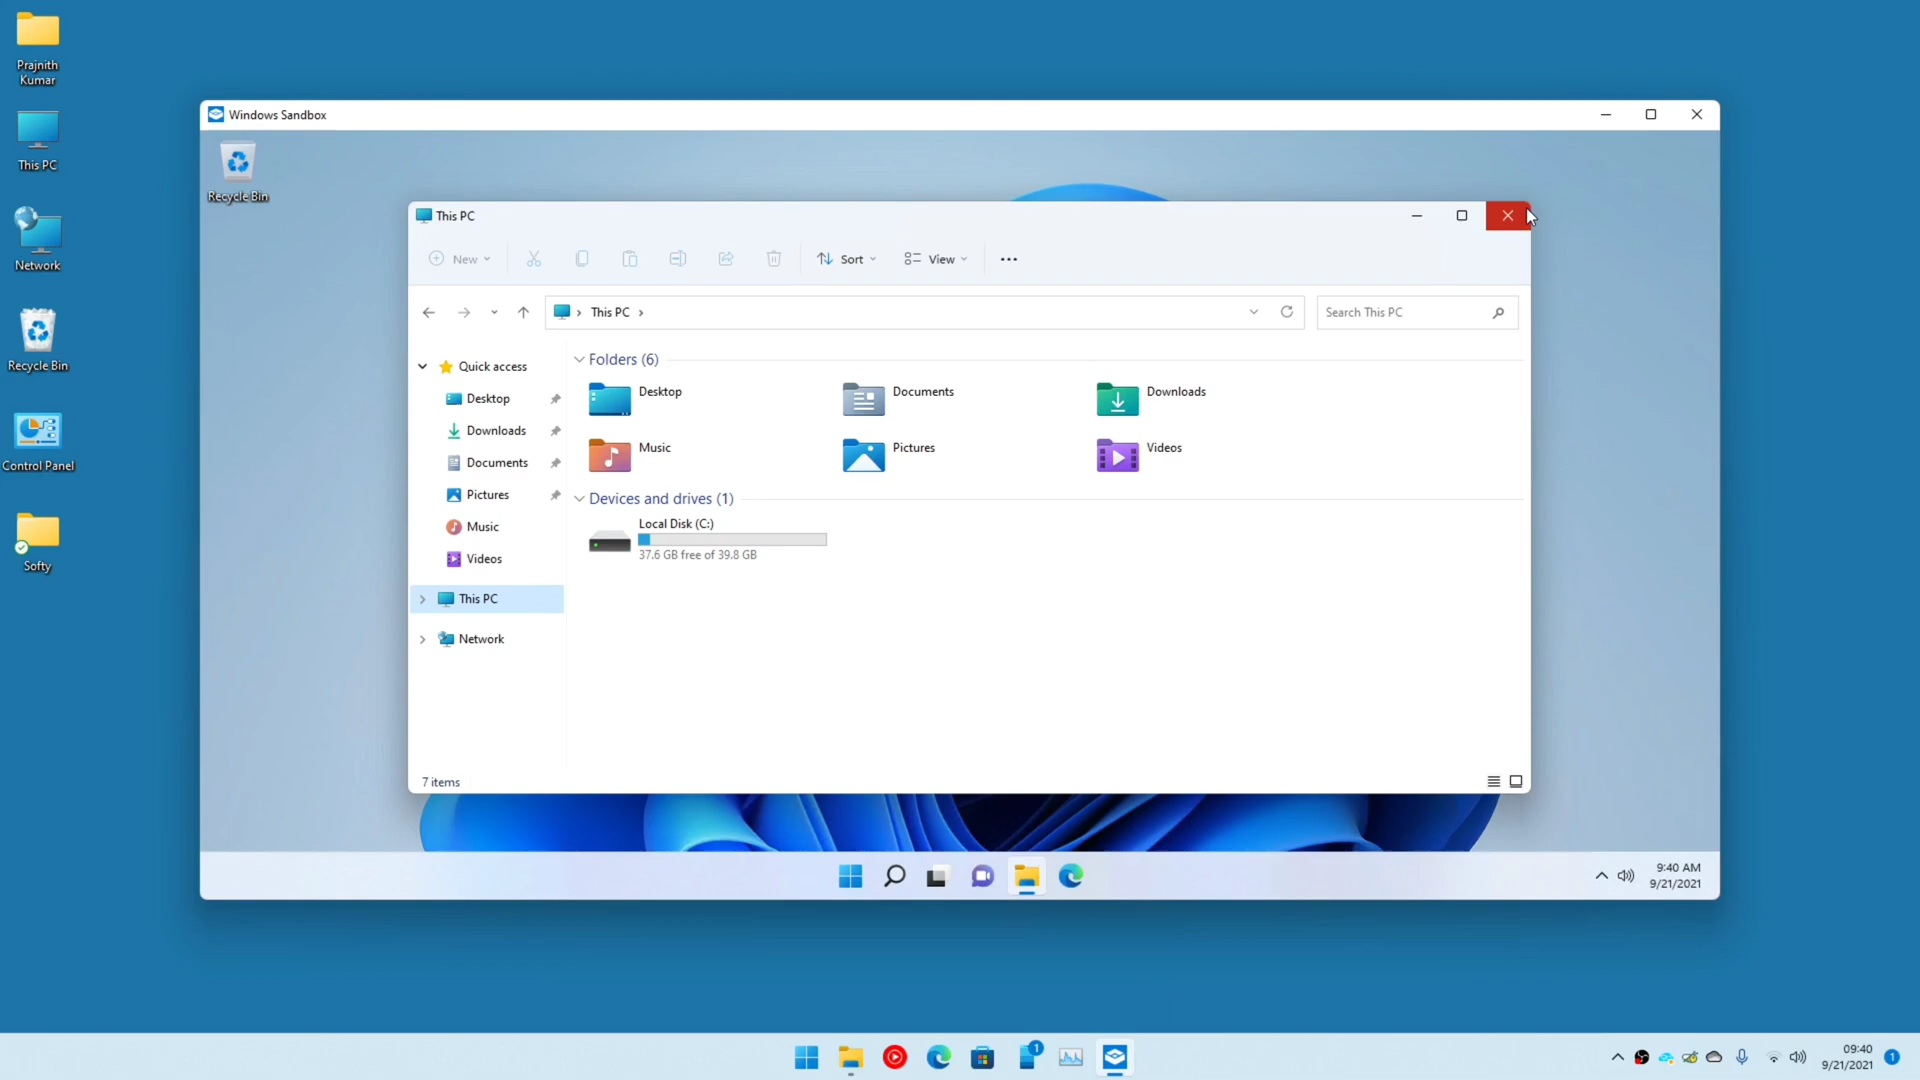 Prajnith
Kumar
This PC
Network
Recycle Bin
Control Panel
Softy
Windows Sandbox
Recycle Bin
This PC
New
Sort
View
This PC
Search This PC
Quick access
Desktop
Downloads
Documents
Pictures
Music
Videos
This PC
Network
Folders (6)
Desktop
Documents
Downloads
Music
Pictures
Videos
Devices and drives (1)
Local Disk (C:)
37.6 GB free of 39.8 GB
7 items
9:40 AM
9/21/2021
1
09:40
9/21/2021
1